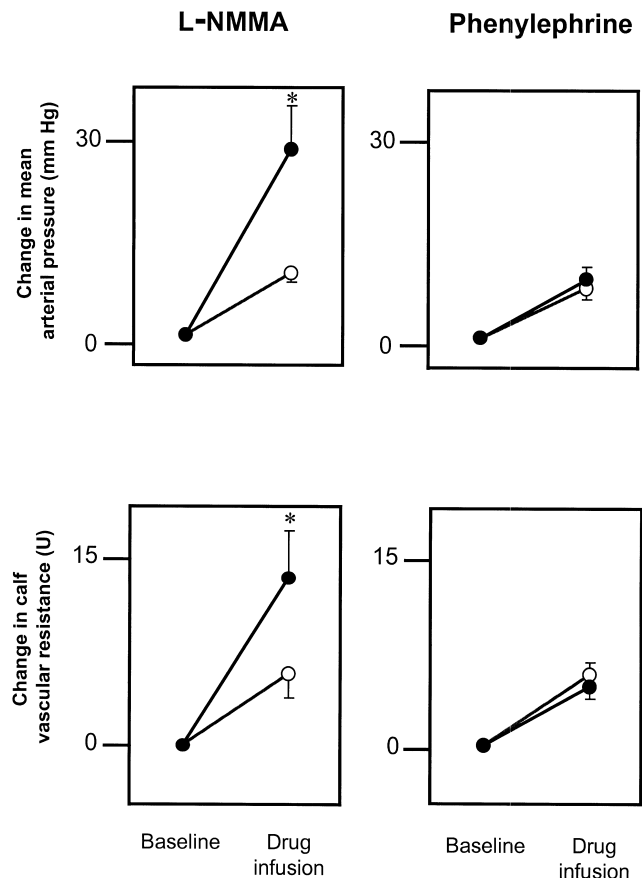 L-NMMA
Phenylephrine
Change in mean
arterial pressure (mm Hg)
30
0
*
30
0
Change in calf
vascular resistance (U)
15
0
*
15
0
Baseline
Drug
infusion
Baseline
Drug
infusion